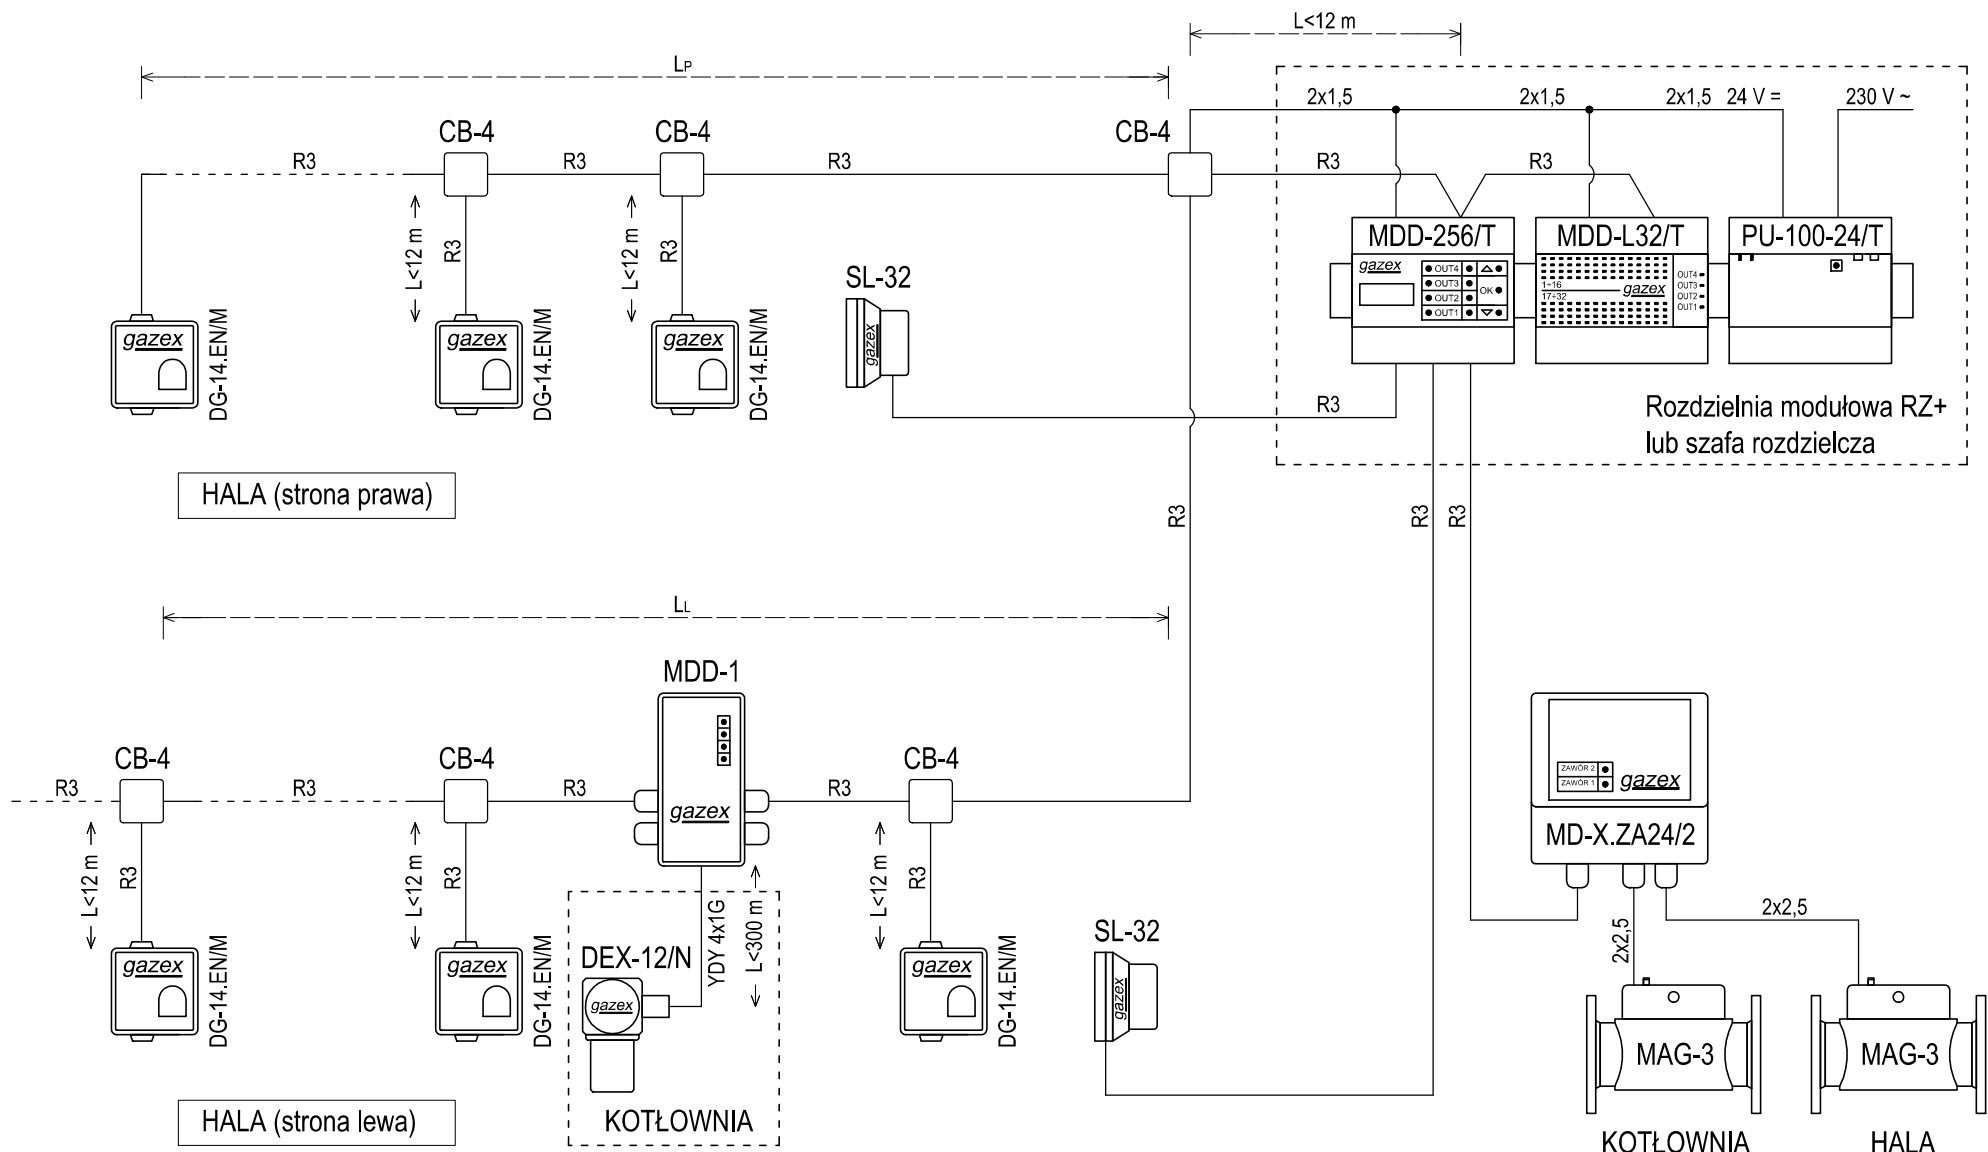 L<12 m
LP
2x1,5
2x1,5
2x1,5
24 V =
230 V ~
CB-4
CB-4
CB-4
R3
R3
R3
R3
R3
L<12 m
R3
L<12 m
R3
MDD-256/T
MDD-L32/T
PU-100-24/T
gazex
OUT4
OUT3
OUT2
OUT1
OK
1÷16
17÷32
gazex
OUT4
OUT3
OUT2
OUT1
SL-32
gazex
gazex
DG-14.EN/M
gazex
DG-14.EN/M
gazex
DG-14.EN/M
R3
Rozdzielnia modułowa RZ+
lub szafa rozdzielcza
HALA (strona prawa)
R3
R3
R3
LL
MDD-1
gazex
CB-4
CB-4
CB-4
R3
R3
R3
R3
L<12 m
R3
L<12 m
R3
YDY 4x1G
L<300 m
L<12 m
R3
ZAWÓR 2
ZAWÓR 1
gazex
MD-X.ZA24/2
2x2,5
2x2,5
gazex
DG-14.EN/M
gazex
DG-14.EN/M
DEX-12/N
gazex
gazex
DG-14.EN/M
SL-32
gazex
MAG-3
MAG-3
HALA (strona lewa)
KOTŁOWNIA
KOTŁOWNIA
HALA